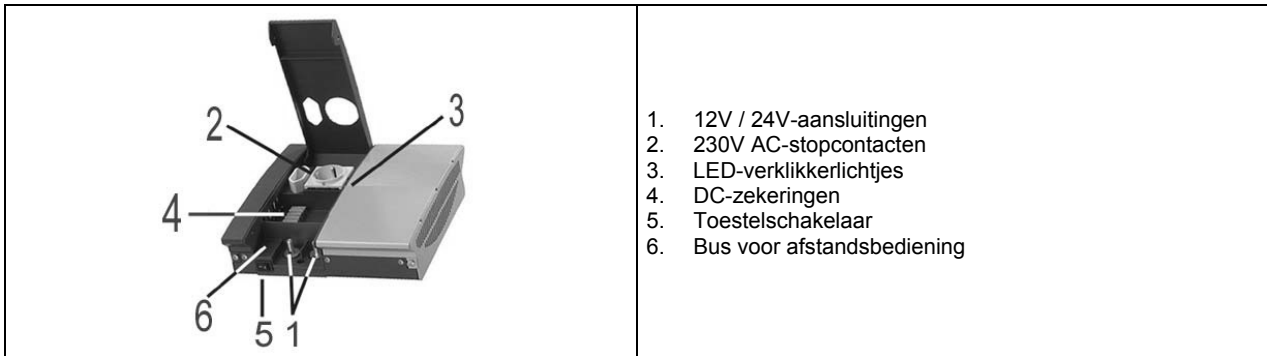 2
3
4
6
5
1
1. 12V / 24V-aansluitingen
2. 230V AC-stopcontacten
3. LED-verklikkerlichtjes
4. DC-zekeringen
5. Toestelschakelaar
6. Bus voor afstandsbediening